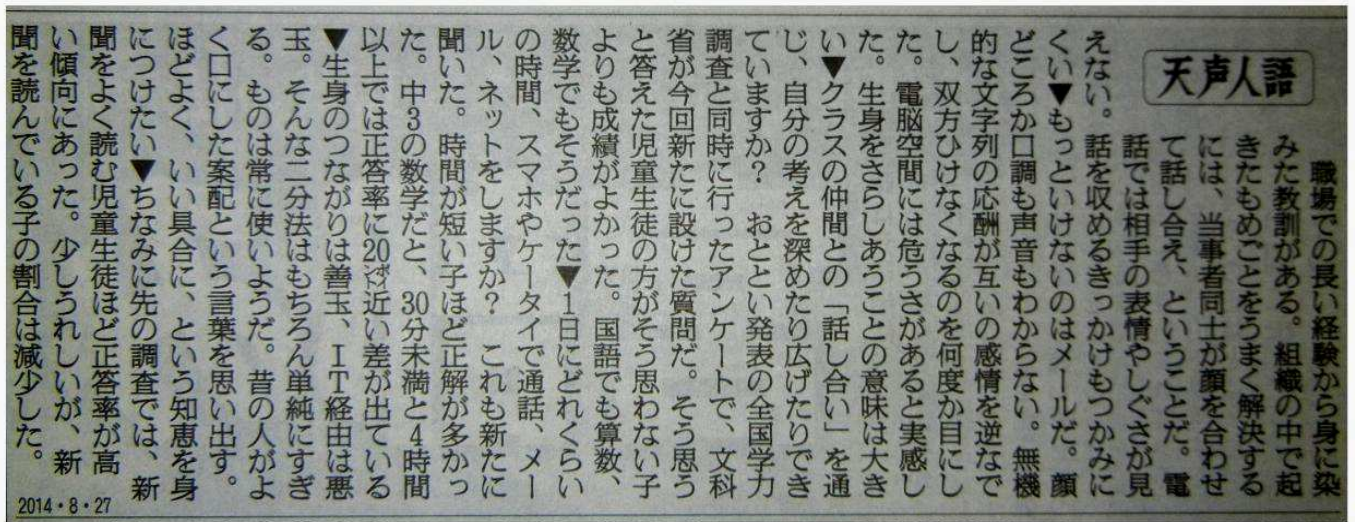 天声人語
職場での長い経験から身に染
みた教訓がある。組織の中で起
きたもめごとをうまく解決する
には、当事者同士が顔を合わせ
て話し合え、ということだ。電
話では相手の表情やしぐさが見
えない。話を収めるきっかけもつかみに
くい▼もっといけないのはメールだ。顔
どころか口調も声音もわからない。無機
的な文字列の応酬が互いの感情を逆なで
し、双方ひけなくなるのを何度か目にし
た。電脳空間には危うさがあると実感し
た。生身をさらしあうことの意味は大き
い▼クラスの仲間との「話し合い」を通
じ、自分の考えを深めたり広げたりでき
ていますか？　おととい発表の全国学力
調査と同時に行ったアンケートで、文科
省が今回新たに設けた質問だ。そう思う
と答えた児童生徒の方がそう思わない子
よりも成績がよかった。国語でも算数、
数学でもそうだった▼1日にどれくらい
の時間、スマホやケータイで通話、メー
ル、ネットをしますか？　これも新たに
聞いた。時間が短い子ほど正解が多かっ
た。中3の数学だと、30分未満と4時間
以上では正答率に20㌽近い差が出ている
▼生身のつながりは善玉、IT経由は悪
玉。そんな二分法はもちろん単純にすぎ
る。ものは常に使いようだ。昔の人がよ
く口にした案配という言葉を思い出す。
ほどよく、いい具合に、という知恵を身
につけたい▼ちなみに先の調査では、新
聞をよく読む児童生徒ほど正答率が高
い傾向にあった。少しうれしいが、新
聞を読んでいる子の割合は減少した。
2014・8・27